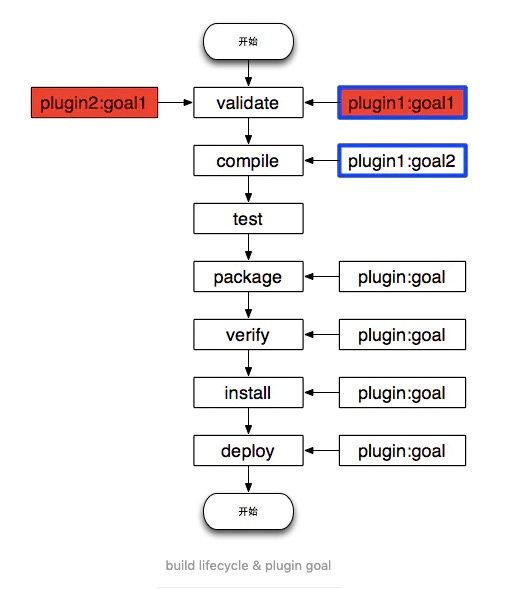 开始
plugin2:goal1 validate plugin1:goal1
compile plugin1:goal2
test
package plugin:goal
verify plugin:goal
install plugin:goal
deploy plugin:goal
开始
build lifecycle & plugin goal